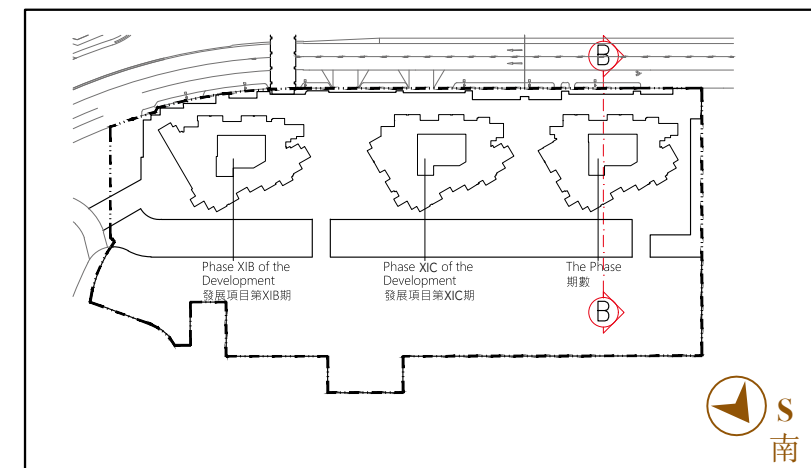 B
Phase XIB of the
Development
發展項目第XIB期
Phase XIC of the
Development
發展項目第XIC期
The Phase
期數
B
S
南